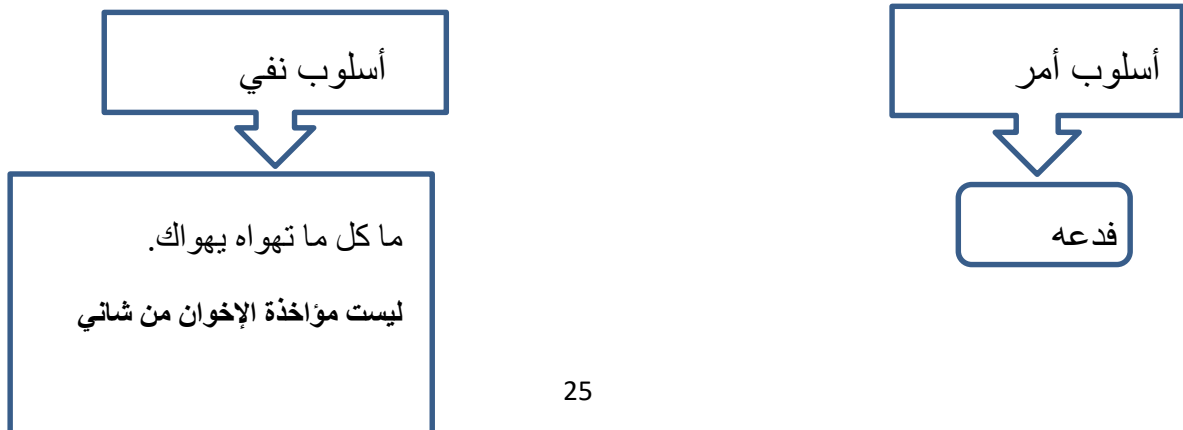 أسلوب أمر
فدعه
أسلوب نفي
ما كل ما تهواه يهواك.
ليست مؤاخذة الإخوان من شاني
25